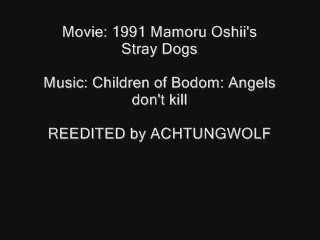 Movie: 1991 Mamoru Oshii's
Stray Dogs
Music: Children of Bodom: Angels
don't kill
REEDITED by ACHTUNGWOLF